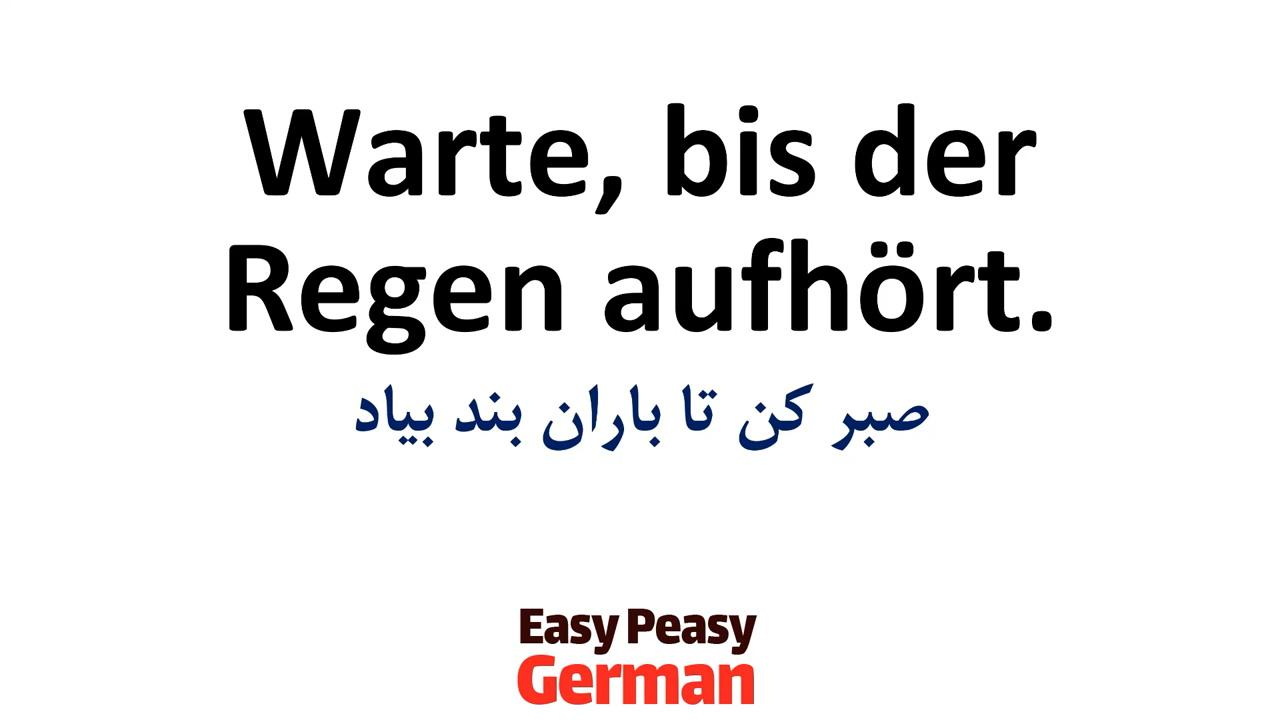 Warte, bis der
Regen aufhört.
صبر کن تا باران بند بیاد
Easy Peasy
German